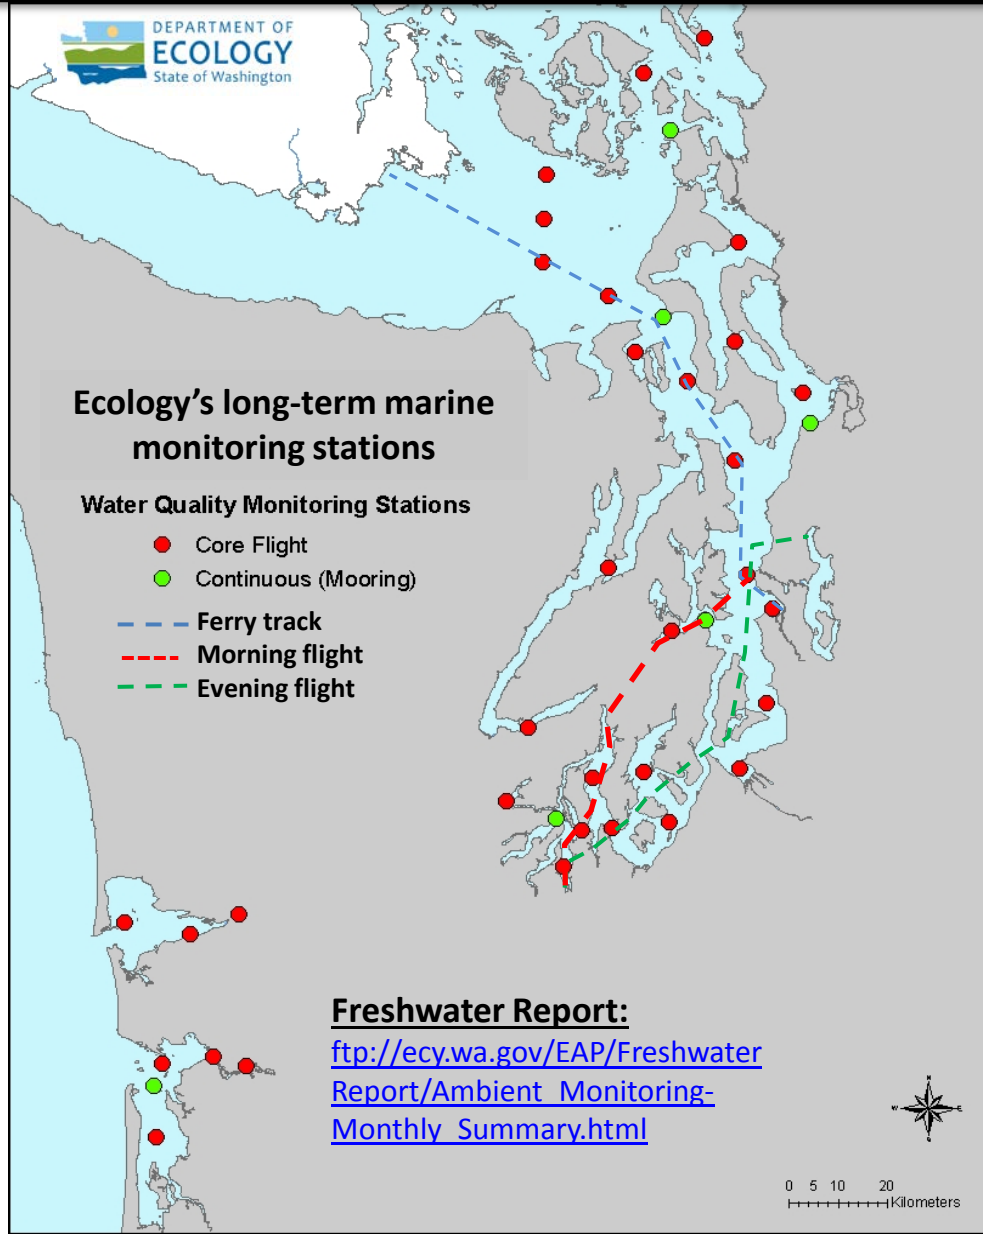 DEPARTMENT OF
ECOLOGY
State of Washington
Ecology's long-term marine
monitoring stations
Water Quality Monitoring Stations
Core Flight
Continuous (Mooring)
Ferry track
Morning flight
Evening flight
Freshwater Report:
ftp://ecy.wa.gov/EAP/Freshwater
Report/Ambient_Monitoring-
Monthly_Summary.html
N
W E
S
0 5 10 20
Kilometers